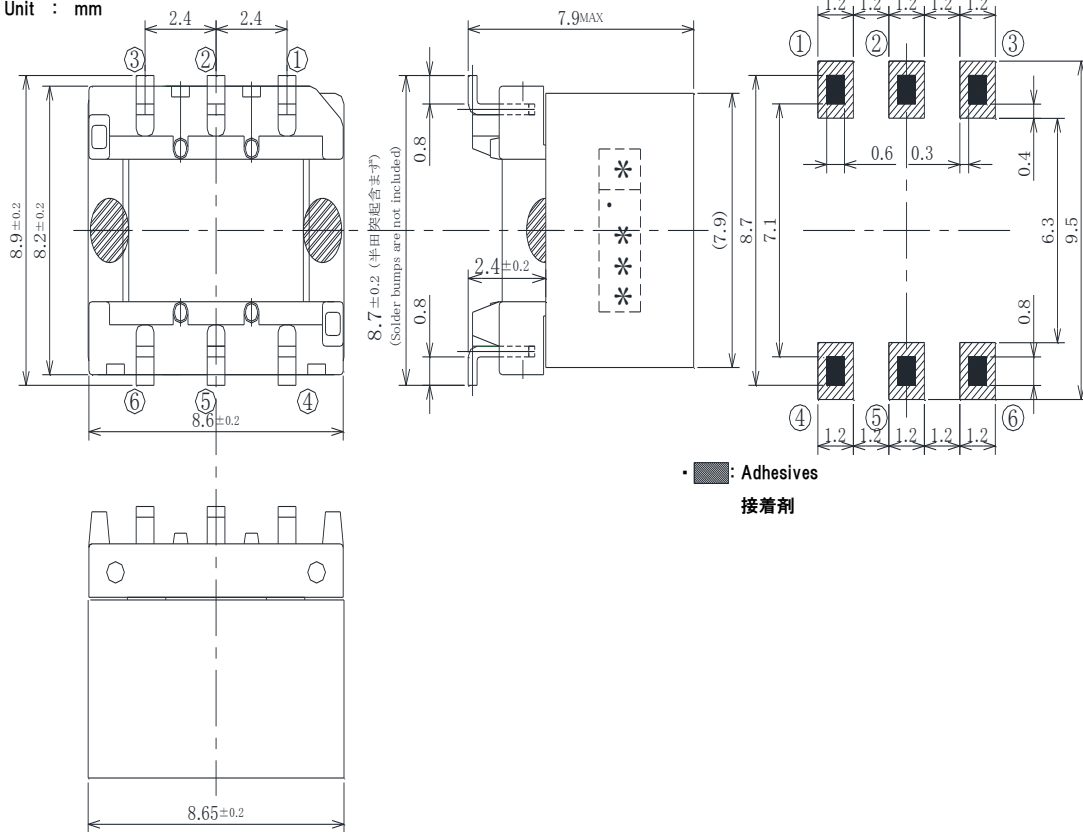 Unit : mm
2.4 2.4
③ ② ①
8.9±0.2
8.2±0.2
⑥ ⑤ ④
8.6±0.2
7.9MAX
0.8
8.7±0.2 (半田突起含まず)
(Solder bumps are not included)
2.4±0.2
0.8
*
・
*
*
*
(7.9)
1.2 1.2 1.2 1.2 1.2
① ② ③
0.6 0.3
0.4
8.7
7.1
6.3
9.5
0.8
④ ⑤ ⑥
1.2 1.2 1.2 1.2 1.2
・ : Adhesives
接着剤
8.65±0.2